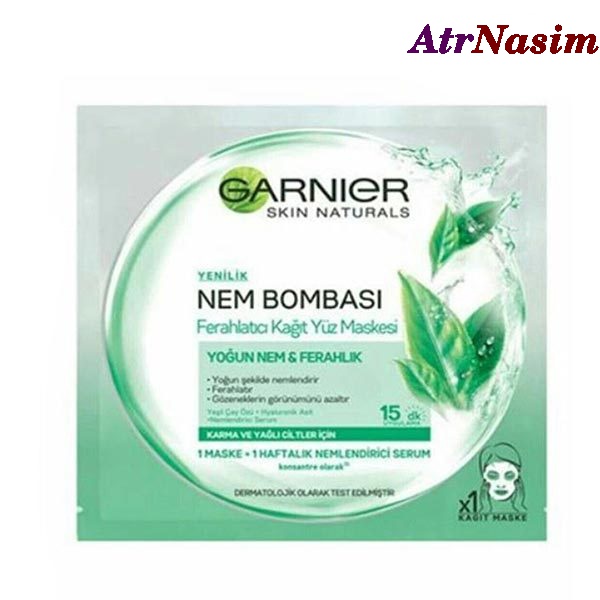 AtrNasim
GARNIER
SKIN NATURALS
YENİLİK
NEM BOMBASI
Ferahlatıcı Kağıt Yüz Maskesi
YOĞUN NEM & FERAHLIK
• Yoğun şekilde nemlendirir
• Ferahlatır
• Gözeneklerin görünümünü azaltır
Yeşil Çay Özü • Hyaluronik Asit
•Nemlendirici Serum
15 dk
UYGULAMA
KARMA VE YAĞLI CİLTLER İÇİN
1 MASKE = 1 HAFTALIK NEMLENDİRİCİ SERUM
konsantre olarak
DERMATOLOJİK OLARAK TEST EDİLMİŞTİR
x1
KAĞIT MASKE